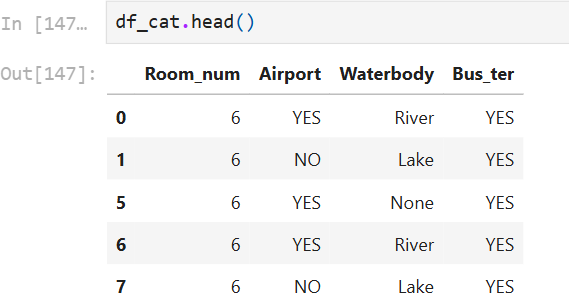 In [147… df_cat.head()
Out[147]:
Room_num Airport Waterbody Bus_ter
0 6 YES River YES
1 6 NO Lake YES
5 6 YES None YES
6 6 YES River YES
7 6 NO Lake YES